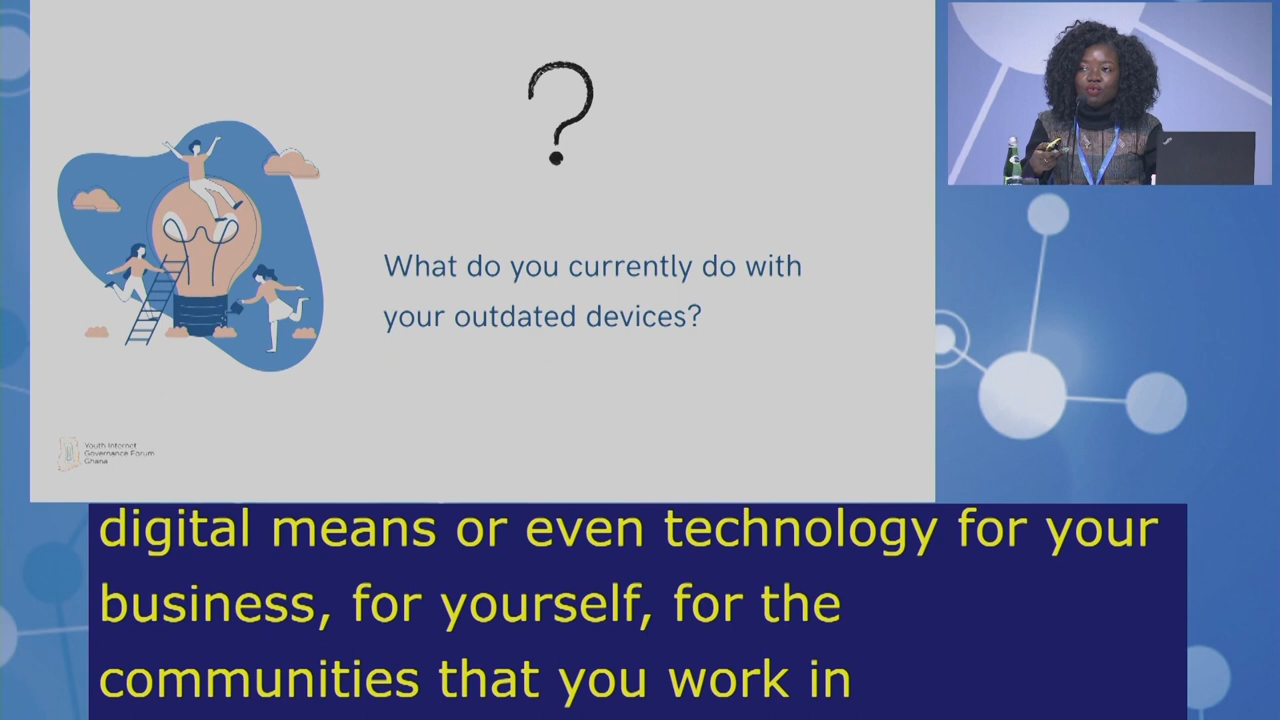 ?
What do you currently do with
your outdated devices?
Youth Internet
Governance Forum
Ghana
digital means or even technology for your
business, for yourself, for the
communities that you work in